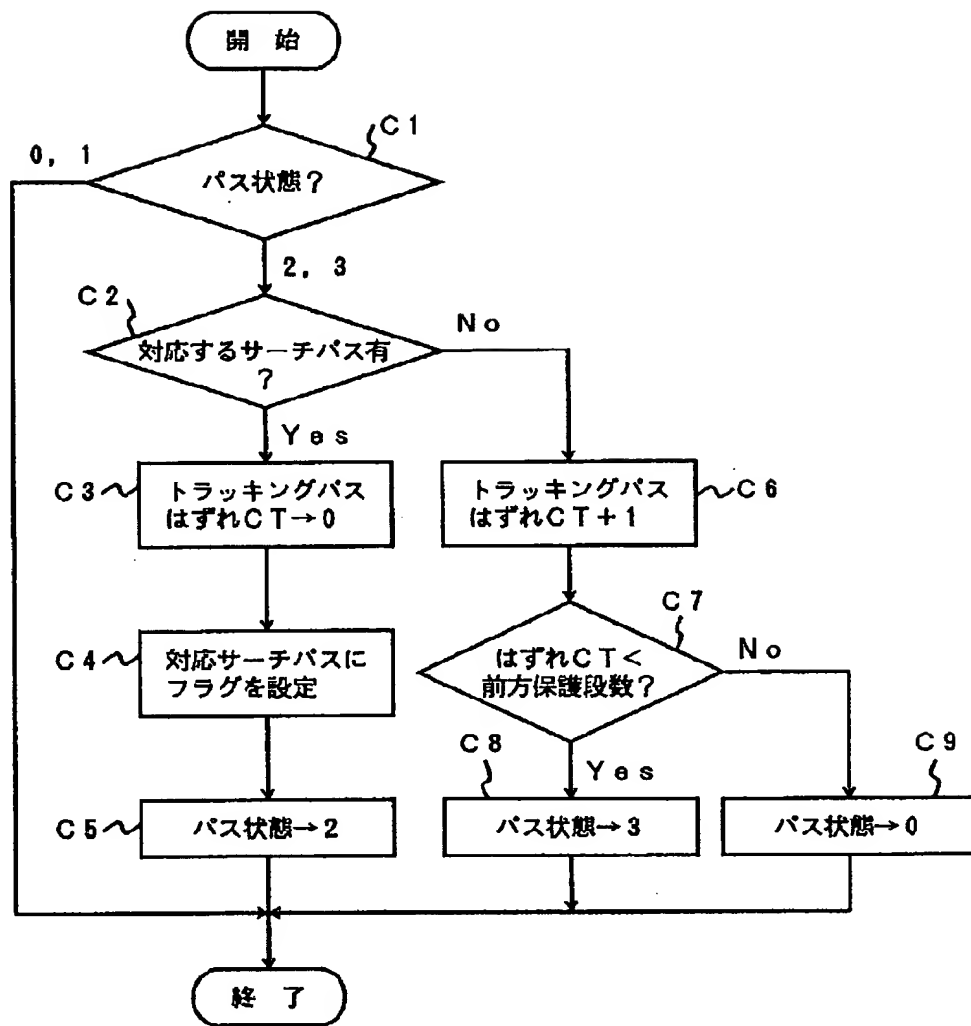 開 始
C1
0, 1
パス状態?
2, 3
C2
No
対応するサーチパス有
?
Yes
C3
トラッキングパス
はずれCT→0
トラッキングパス
はずれCT+1
C6
C7
C4
対応サーチパスに
フラグを設定
はずれCT<
前方保護段数?
No
C8
Yes
C9
C5
パス状態→2
パス状態→3
パス状態→0
終 了